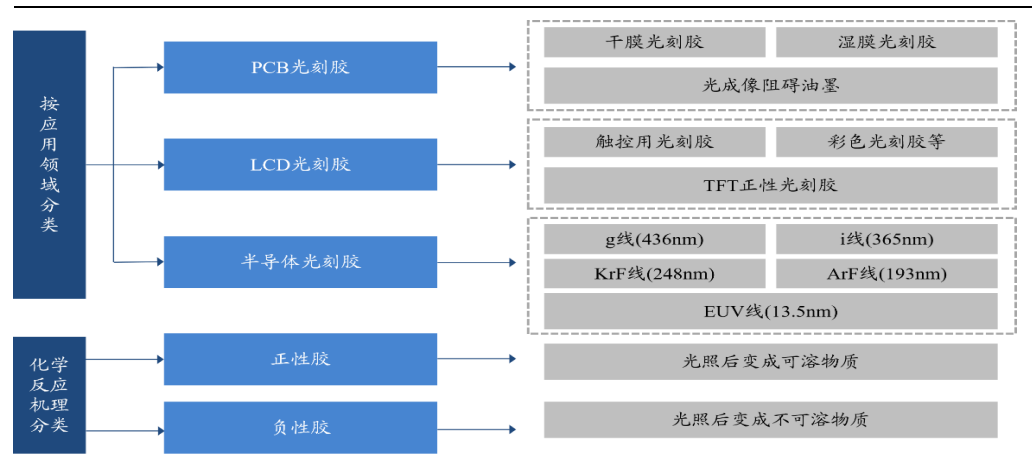 按应用领域分类
PCB光刻胶
干膜光刻胶
湿膜光刻胶
光成像阻碍油墨
LCD光刻胶
触控用光刻胶
彩色光刻胶等
TFT正性光刻胶
半导体光刻胶
g线(436nm)
i线(365nm)
KrF线(248nm)
ArF线(193nm)
EUV线(13.5nm)
化学
反应
机理
分类
正性胶
光照后变成可溶物质
负性胶
光照后变成不可溶物质